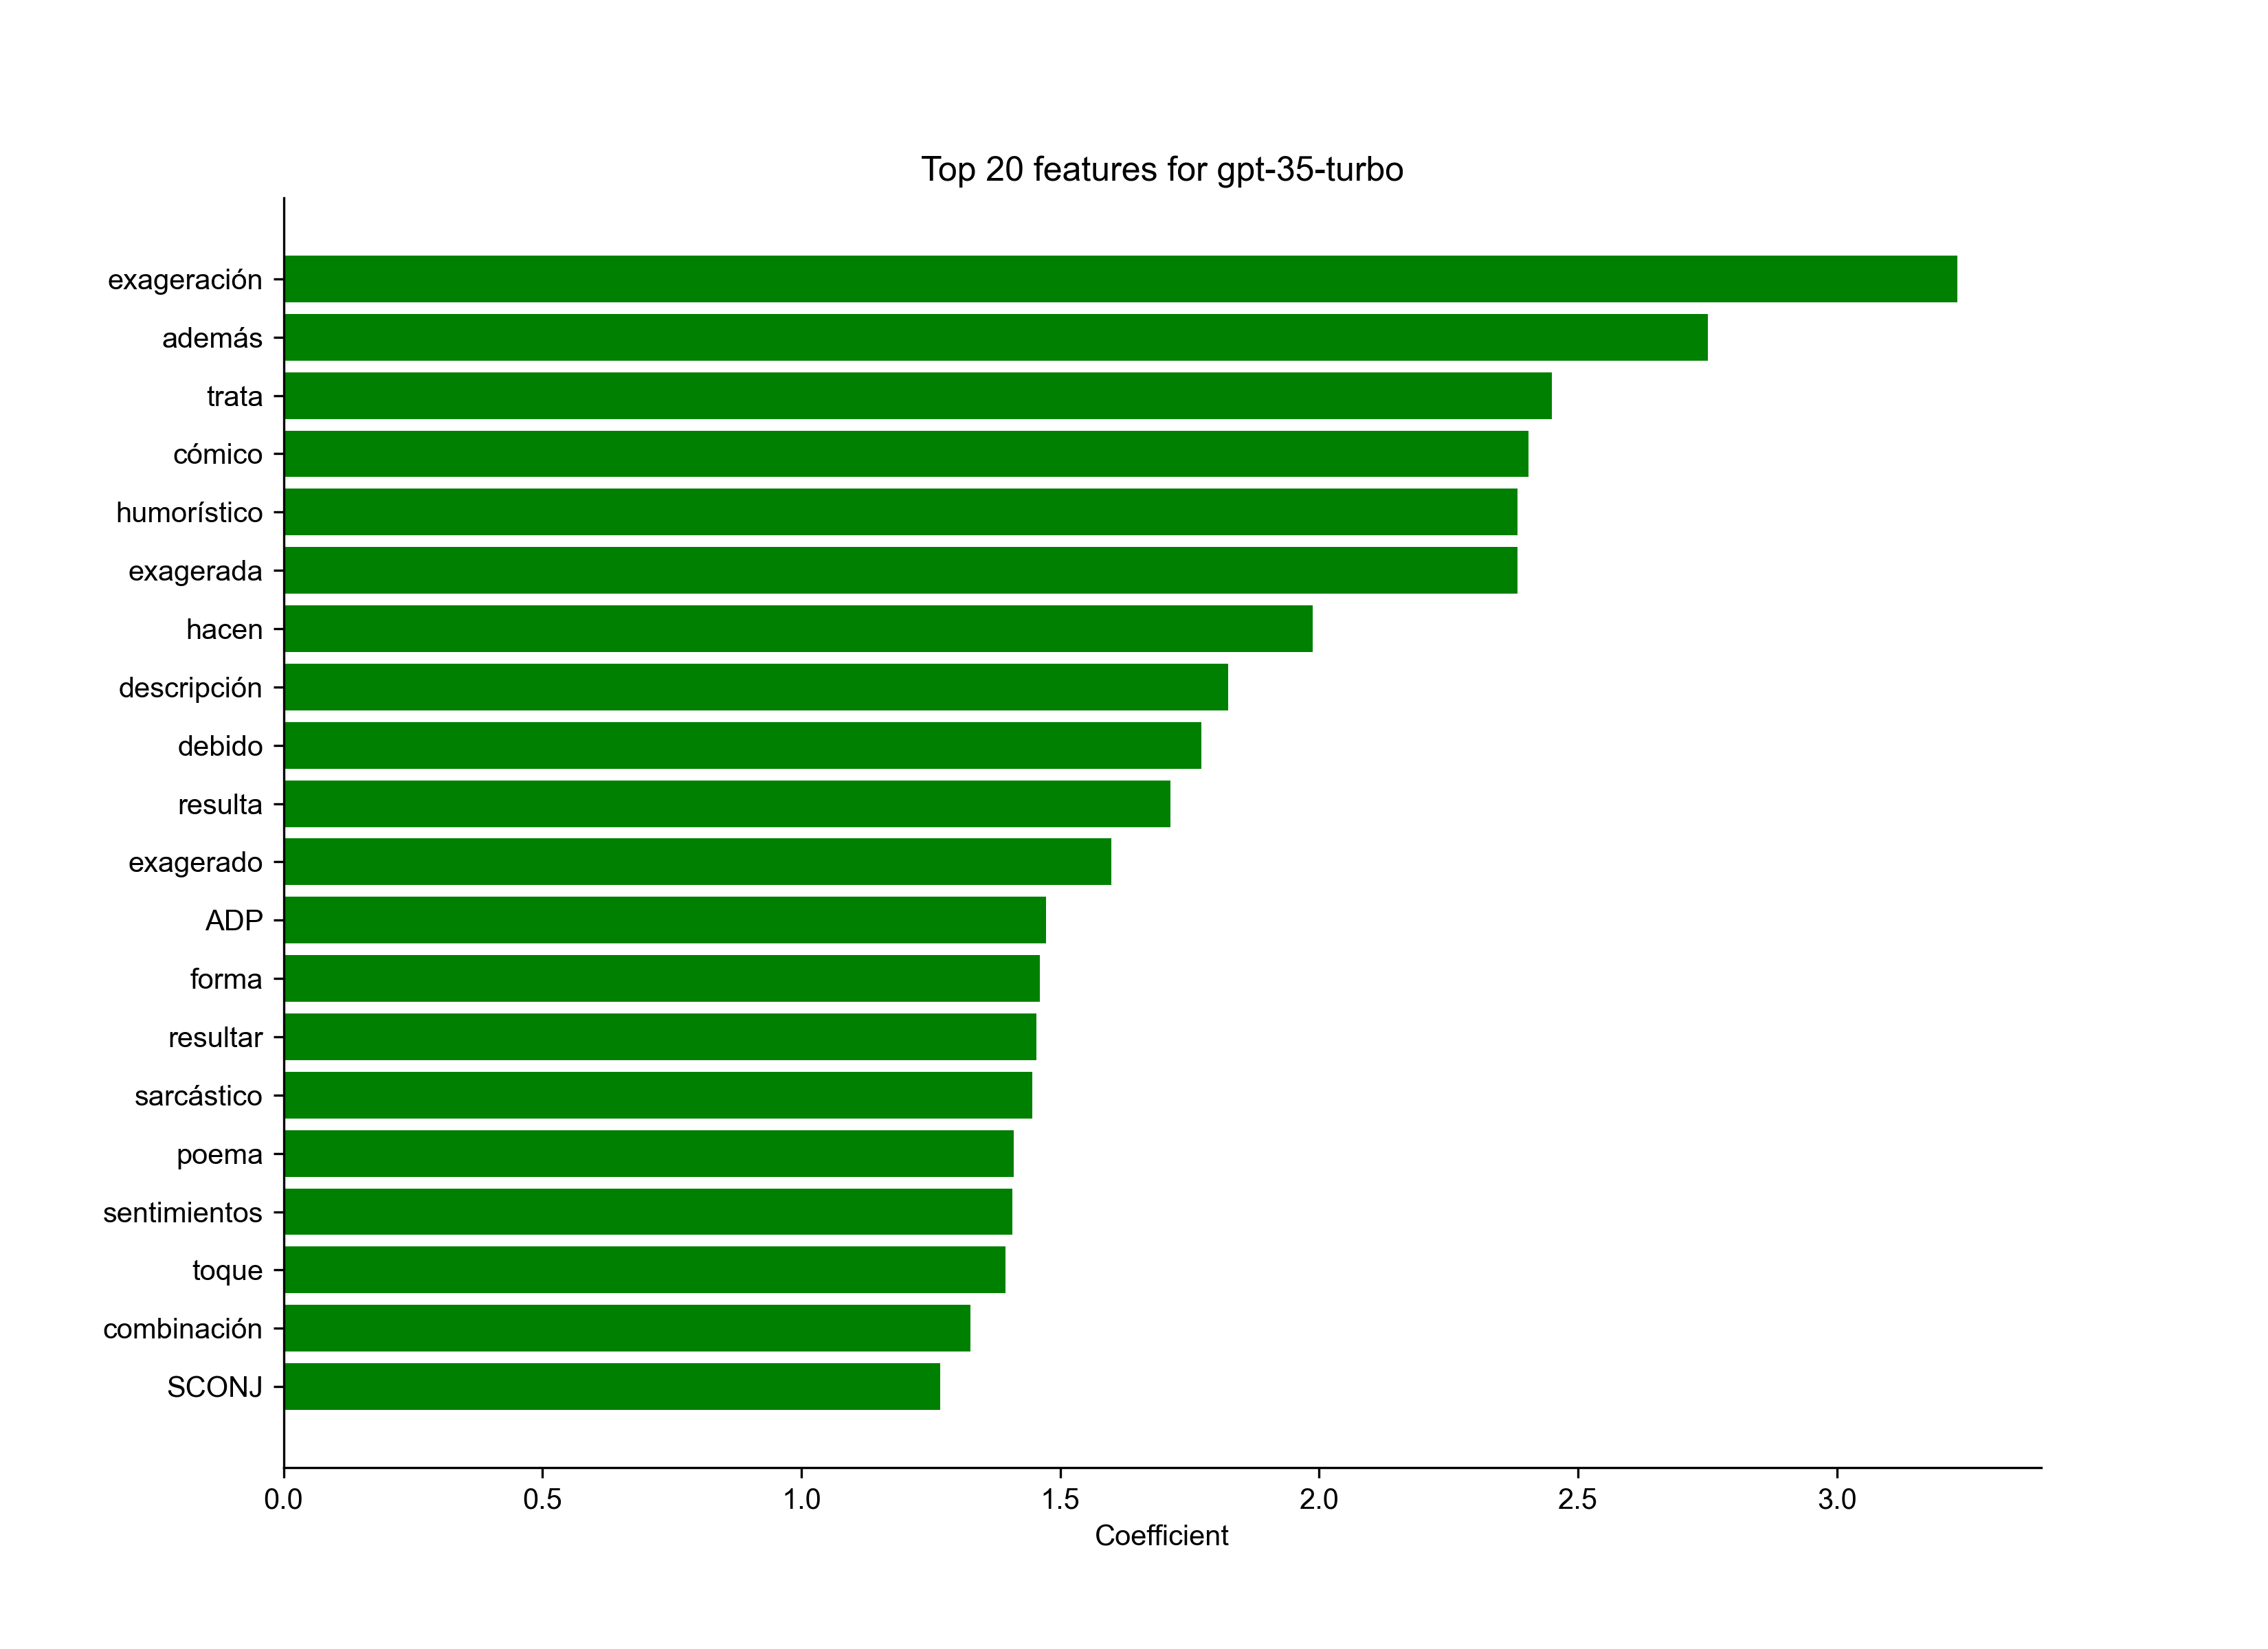 Top 20 features for gpt-35-turbo
exageración
además
trata
cómico
humorístico
exagerada
hacen
descripción
debido
resulta
exagerado
ADP
forma
resultar
sarcástico
poema
sentimientos
toque
combinación
SCONJ
0.0 0.5 1.0 1.5 2.0 2.5 3.0
Coefficient